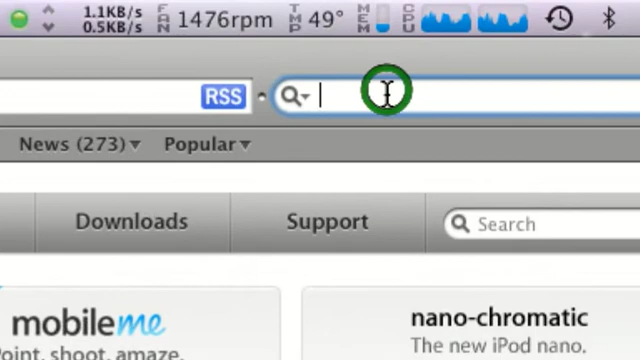 1.1KB/s
0.5KB/s
FAN 1476rpm TMP 49° MEM CPU
RSS
News (273) Popular
Downloads Support Search
mobileme
Point, shoot, amaze.
nano-chromatic
The new iPod nano.